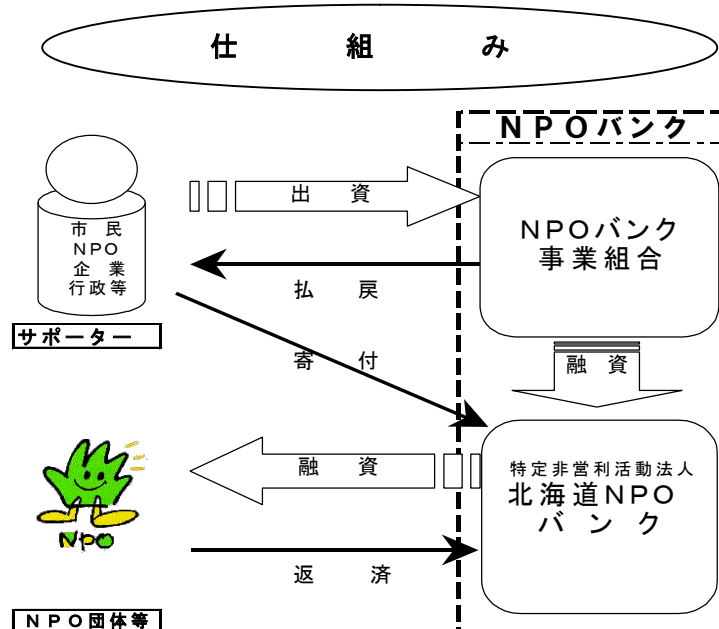 仕組み
NPOバンク
出資
市民
NPO
企業
行政等
NPOバンク
事業組合
払戻
サポーター
寄付
融資
融資
特定非営利活動法人
北海道NPO
バンク
NPO
返済
NPO団体等